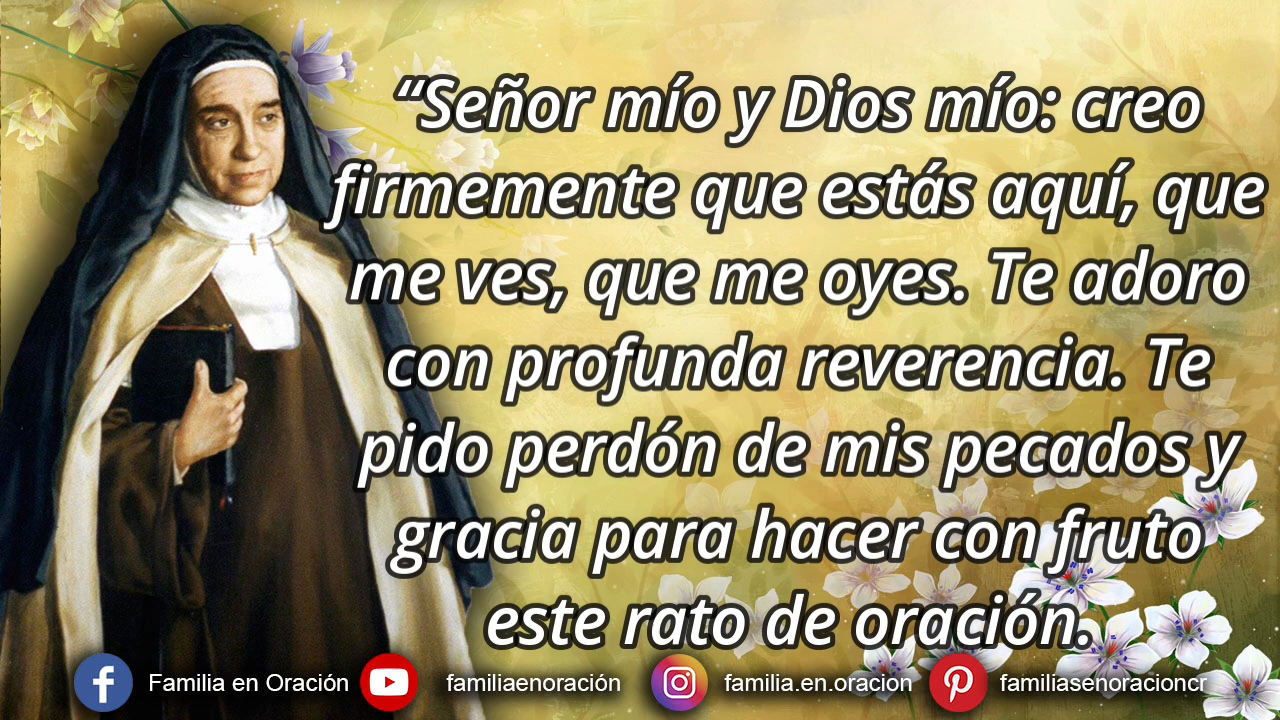 “Señor mío y Dios mío: creo
firmemente que estás aquí, que
me ves, que me oyes. Te adoro
con profunda reverencia. Te
pido perdón de mis pecados y
gracia para hacer con fruto
este rato de oración.
Familia en Oración familiaenoración familia.en.oracion familiasenoracioncr